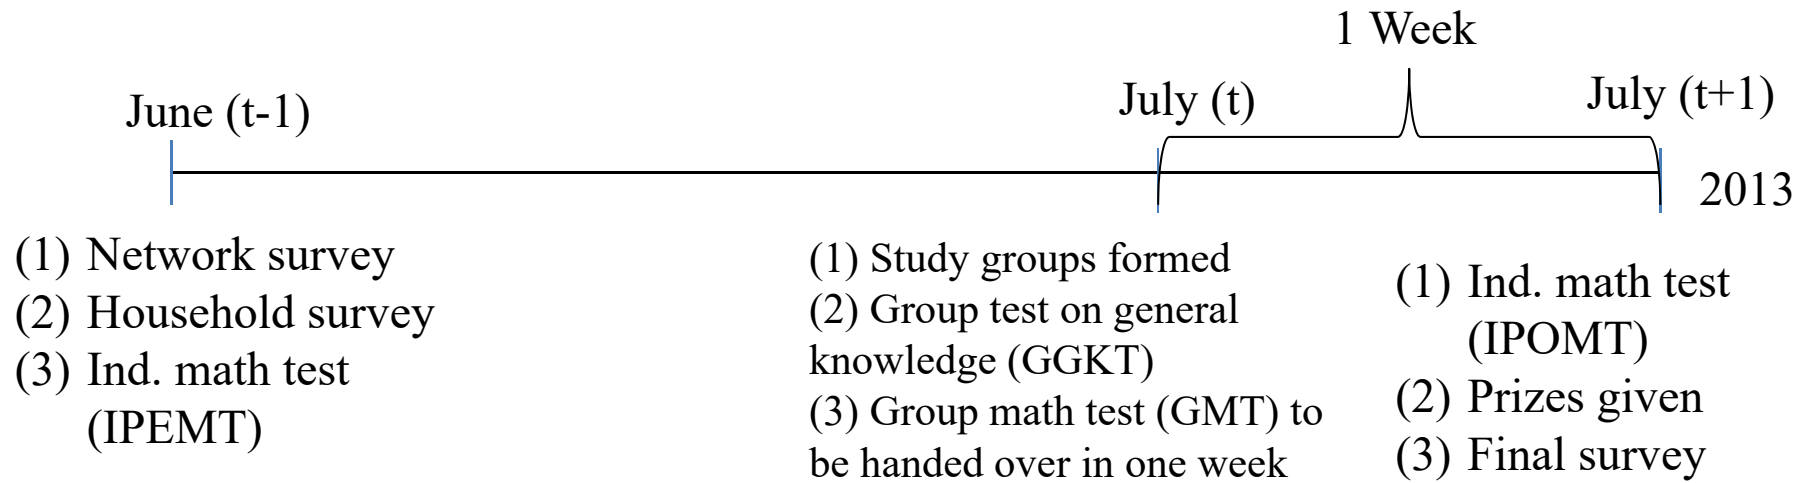 1 Week
June (t-1)
July (t)
July (t+1)
2013
(1) Network survey
(2) Household survey
(3) Ind. math test
(IPEMT)
(1) Study groups formed
(2) Group test on general
knowledge (GGKT)
(3) Group math test (GMT) to
be handed over in one week
(1) Ind. math test
(IPOMT)
(2) Prizes given
(3) Final survey